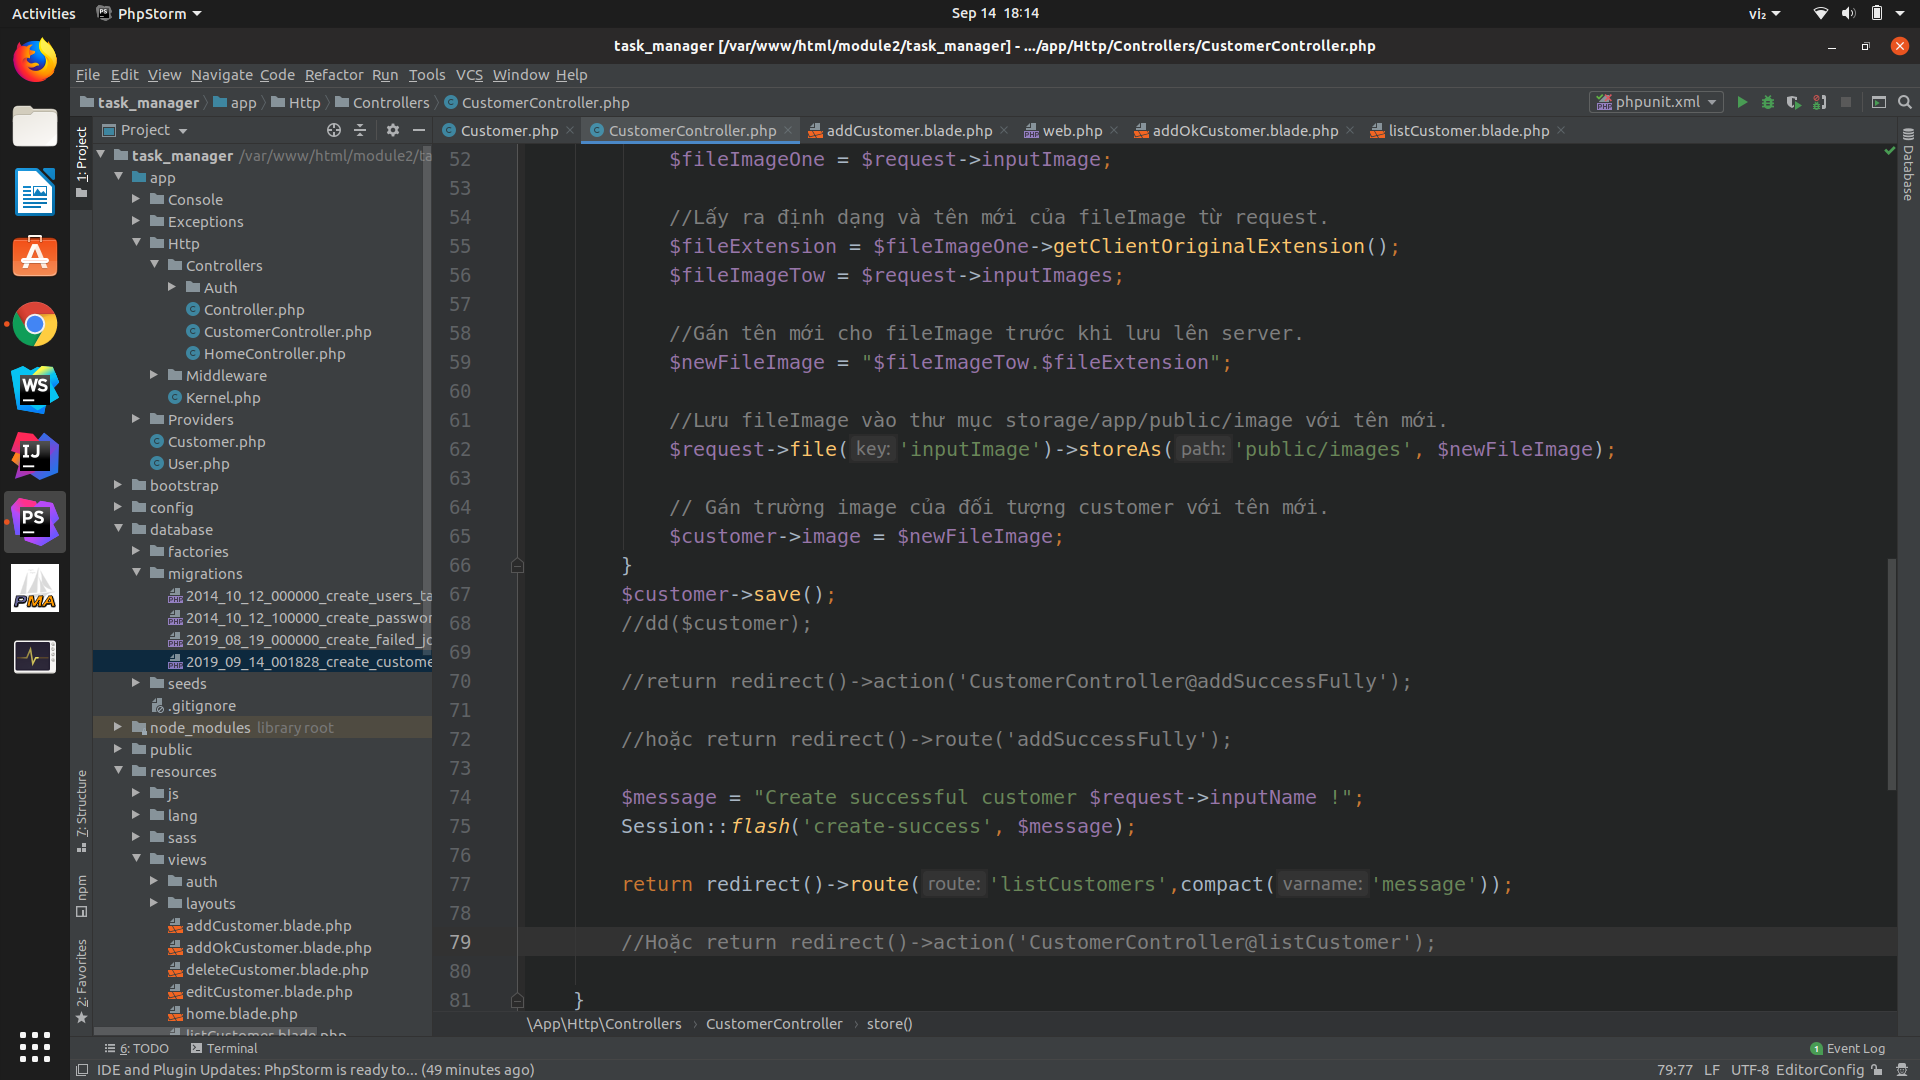 Activities PhpStorm Sep 14 18:14 vi₂
task_manager [/var/www/html/module2/task_manager] - .../app/Http/Controllers/CustomerController.php
File Edit View Navigate Code Refactor Run Tools VCS Window Help
task_manager app Http Controllers CustomerController.php phpunit.xml
Project
Customer.php CustomerController.php addCustomer.blade.php web.php addOkCustomer.blade.php listCustomer.blade.php
1: Project
7: Structure
npm
2: Favorites
Database
task_manager /var/www/html/module2/ta
app
Console
Exceptions
Http
Controllers
Auth
Controller.php
CustomerController.php
HomeController.php
Middleware
Kernel.php
Providers
Customer.php
User.php
bootstrap
config
database
factories
migrations
2014_10_12_000000_create_users_ta
2014_10_12_100000_create_passwor
2019_08_19_000000_create_failed_jo
2019_09_14_001828_create_custome
seeds
.gitignore
node_modules library root
public
resources
js
lang
sass
views
auth
layouts
addCustomer.blade.php
addOkCustomer.blade.php
deleteCustomer.blade.php
editCustomer.blade.php
home.blade.php
listCustomer.blade.php
52 $fileImageOne = $request->inputImage;
53
54 //Lấy ra định dạng và tên mới của fileImage từ request.
55 $fileExtension = $fileImageOne->getClientOriginalExtension();
56 $fileImageTow = $request->inputImages;
57
58 //Gán tên mới cho fileImage trước khi lưu lên server.
59 $newFileImage = "$fileImageTow.$fileExtension";
60
61 //Lưu fileImage vào thư mục storage/app/public/image với tên mới.
62 $request->file( key: 'inputImage')->storeAs( path: 'public/images', $newFileImage);
63
64 // Gán trường image của đối tượng customer với tên mới.
65 $customer->image = $newFileImage;
66 }
67 $customer->save();
68 //dd($customer);
69
70 //return redirect()->action('CustomerController@addSuccessFully');
71
72 //hoặc return redirect()->route('addSuccessFully');
73
74 $message = "Create successful customer $request->inputName !";
75 Session::flash('create-success', $message);
76
77 return redirect()->route( route: 'listCustomers',compact( varname: 'message'));
78
79 //Hoặc return redirect()->action('CustomerController@listCustomer');
80
81 }
\App\Http\Controllers › CustomerController › store()
6: TODO Terminal 1 Event Log
IDE and Plugin Updates: PhpStorm is ready to... (49 minutes ago) 79:77 LF UTF-8 EditorConfig
WS
IJ
PS
PMA